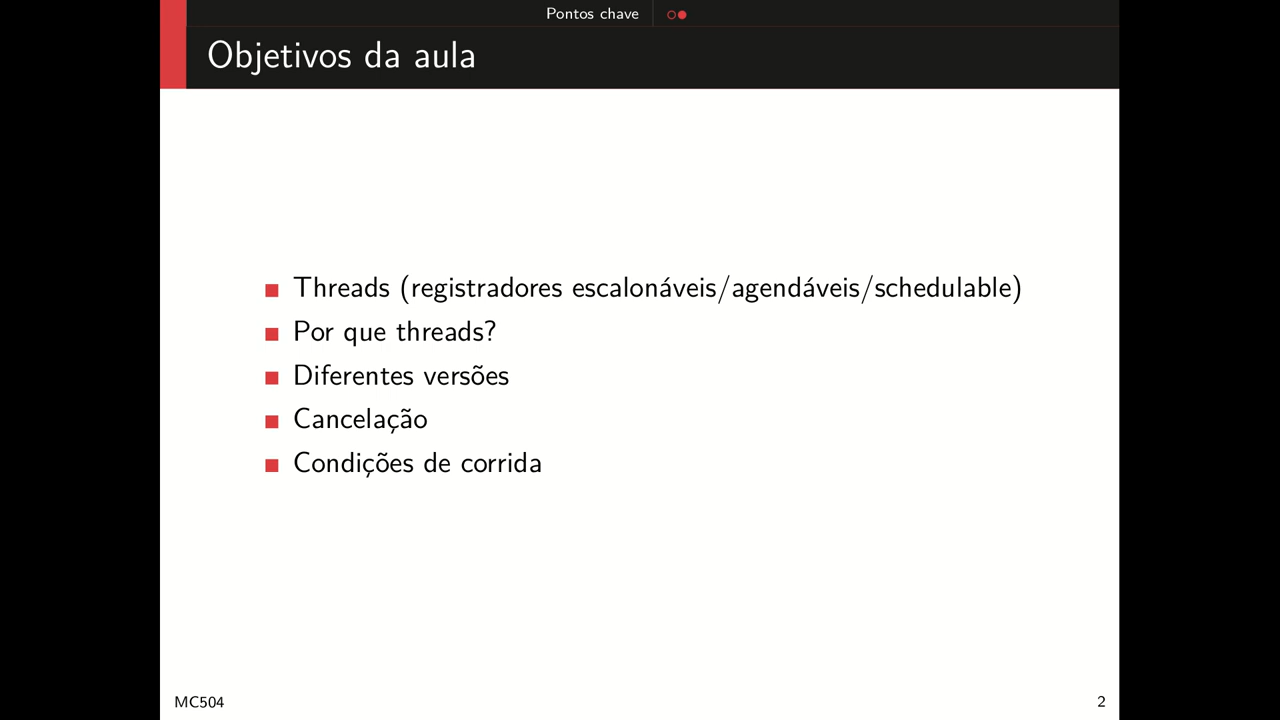 Pontos chave
Objetivos da aula
Threads (registradores escalonáveis/agendáveis/schedulable)
Por que threads?
Diferentes versões
Cancelação
Condições de corrida
MC504
2